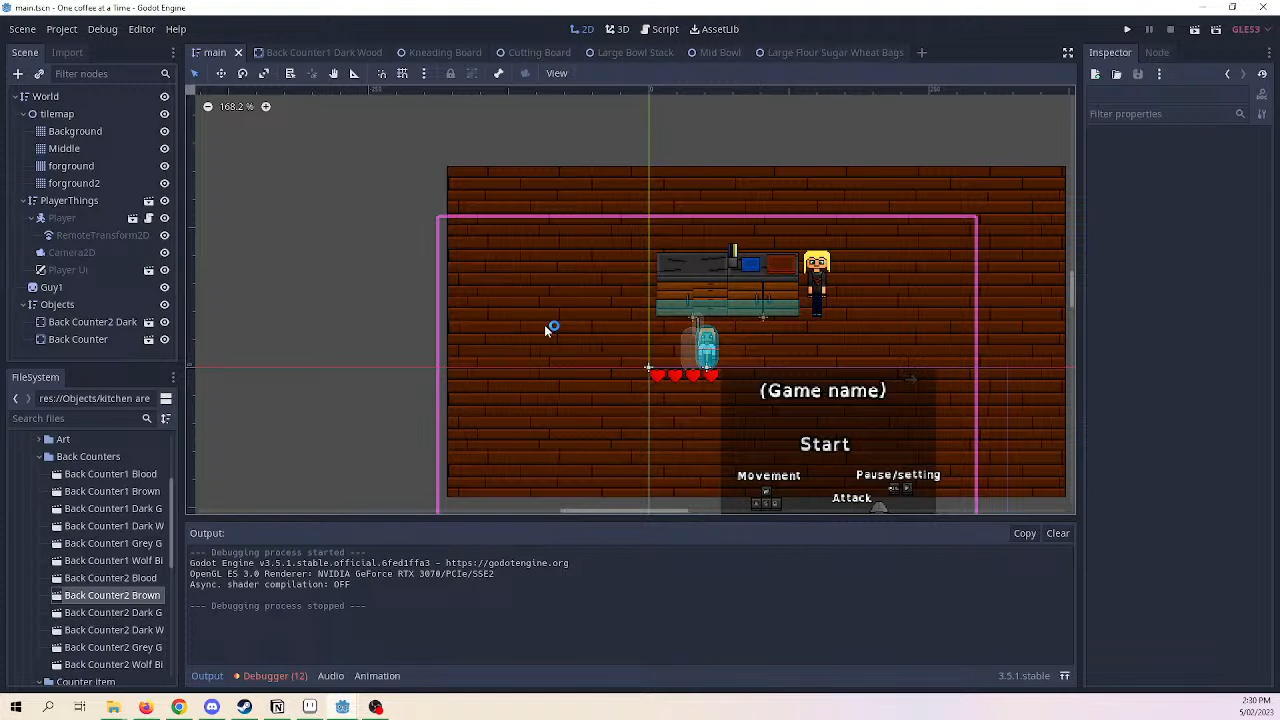 main.tscn - One coffee at a Time - Godot Engine
Scene Project Debug Editor Help
2D 3D Script AssetLib
GLES3
Scene Import
main Back Counter1 Dark Wood Kneading Board Cutting Board Large Bowl Stack Mid Bowl Large Flour Sugar Wheat Bags
Inspector Node
Filter nodes
View
168.2 %
-250 0 250
Filter properties
World
tilemap
Background
Middle
forground
forground2
PlayerThings
Player
RemoteTransform2D
Camera2D
Player Ui
Guy1
Objects
Back Counter2 Dark
Back Counter
(Game name)
Start
Movement
Pause/setting
Attack
FileSystem
res://Object/kitchen/
Search files
Art
Back Counters
Back Counter1 Blood
Back Counter1 Brown
Back Counter1 Dark G
Back Counter1 Dark W
Back Counter1 Grey G
Back Counter1 Wolf Bl
Back Counter2 Blood
Back Counter2 Brown
Back Counter2 Dark G
Back Counter2 Dark W
Back Counter2 Grey G
Back Counter2 Wolf Bl
Counter Item
Output:
Copy Clear
--- Debugging process started ---
Godot Engine v3.5.1.stable.official.6fed1ffa3 - https://godotengine.org
OpenGL ES 3.0 Renderer: NVIDIA GeForce RTX 3070/PCIe/SSE2
Async. shader compilation: OFF
--- Debugging process stopped ---
Output Debugger (12) Audio Animation
3.5.1.stable
2:30 PM
5/02/2023